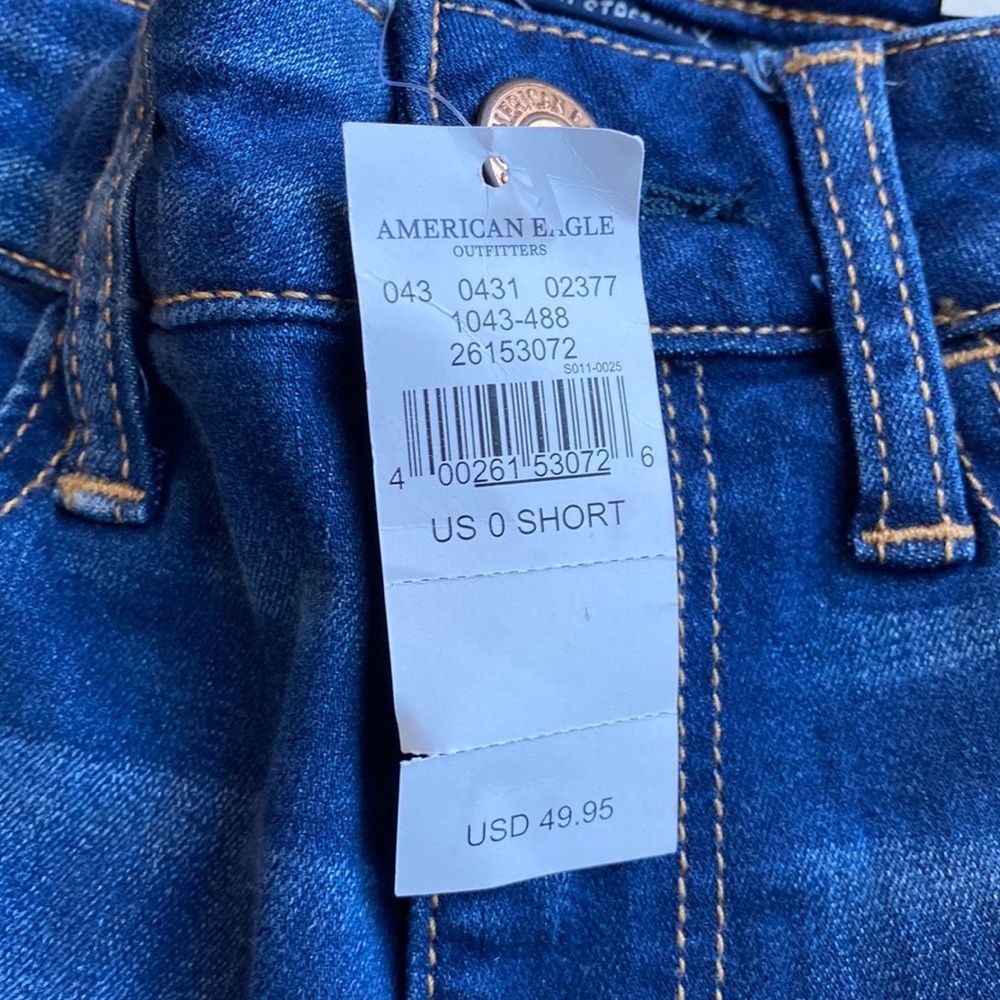 AMERICAN
AMERICAN EAGLE
OUTFITTERS
043 0431 02377
1043-488
26153072
S011-0025
4 00261 53072 6
US 0 SHORT
USD 49.95